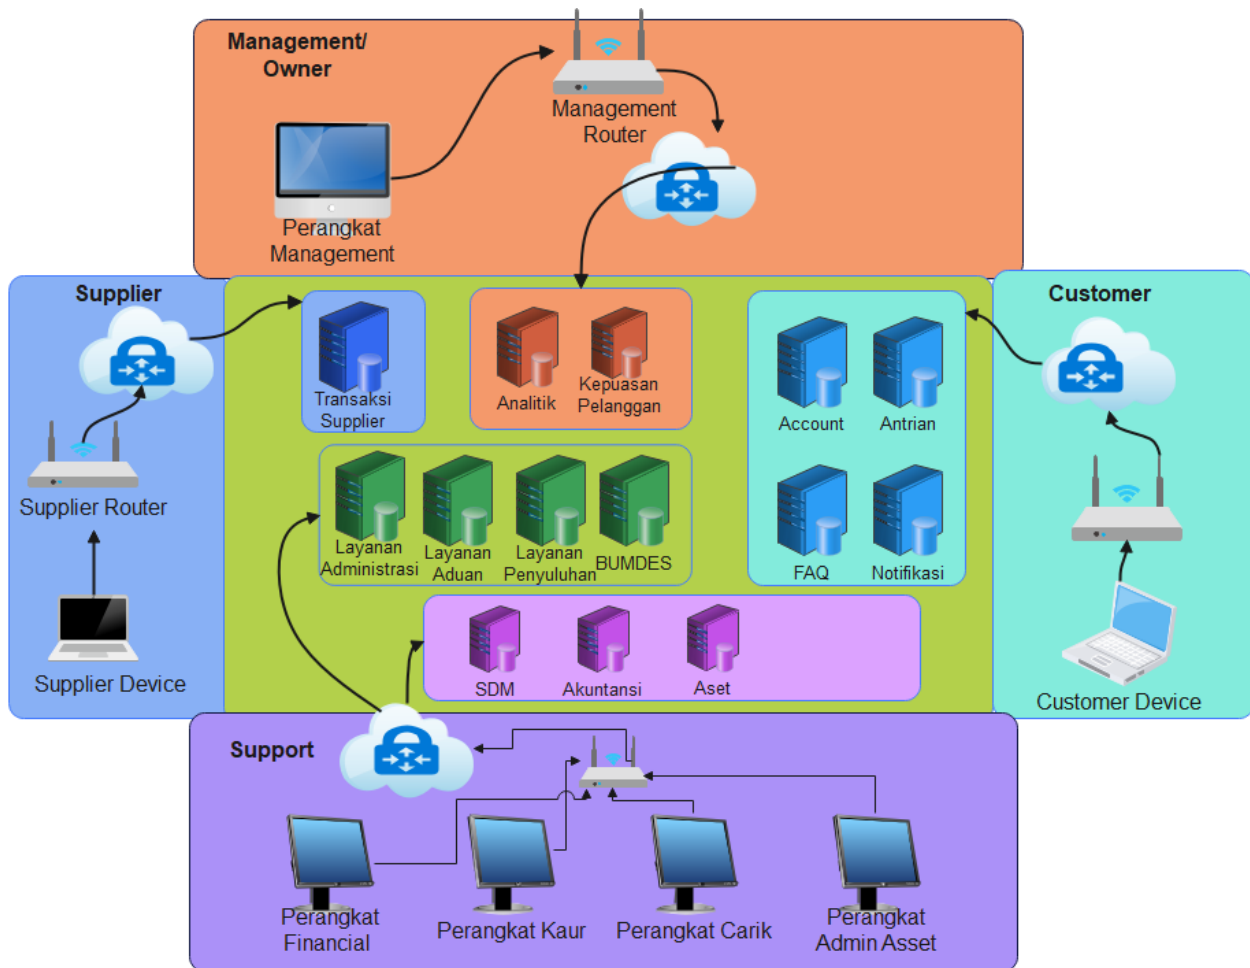 Management/
Owner
Management
Router
Perangkat
Management
Supplier
Supplier Router
Supplier Device
Transaksi
Supplier
Analitik
Kepuasan
Pelanggan
Customer
Account
Antrian
FAQ
Notifikasi
Customer Device
Layanan
Administrasi
Layanan
Aduan
Layanan
Penyuluhan
BUMDES
SDM
Akuntansi
Aset
Support
Perangkat
Financial
Perangkat Kaur
Perangkat Carik
Perangkat
Admin Asset